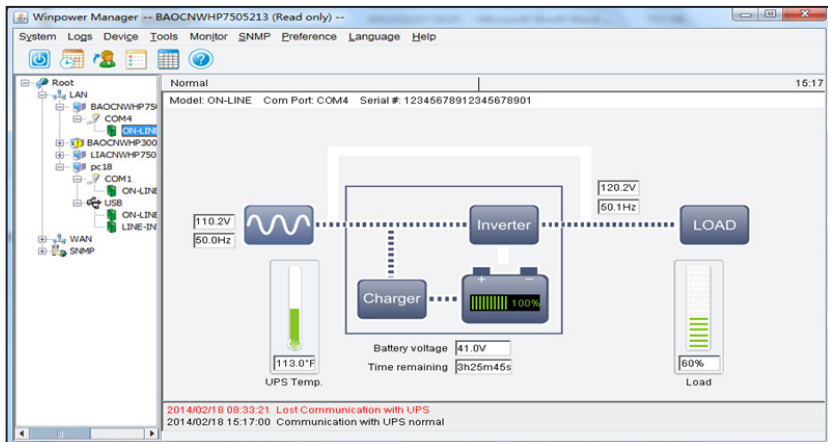 Winpower Manager -- BAOCNWHP7505213 (Read only) --
System Logs Device Tools Monitor SNMP Preference Language Help
Root
LAN
BAOCNWHP75
COM4
ON-LINE
BAOCNWHP300
LIACNWHP750
pc18
COM1
ON-LINE
USB
ON-LINE
LINE-IN
WAN
SNMP
Normal 15:17
Model: ON-LINE Com Port: COM4 Serial #: 12345678912345678901
110.2V
50.0Hz
Inverter
120.2V
50.1Hz
LOAD
Charger
+ −
100%
Battery voltage 41.0V
Time remaining 3h25m45s
113.0°F
UPS Temp.
60%
Load
2014/02/18 08:33:21 Lost Communication with UPS
2014/02/18 15:17:00 Communication with UPS normal